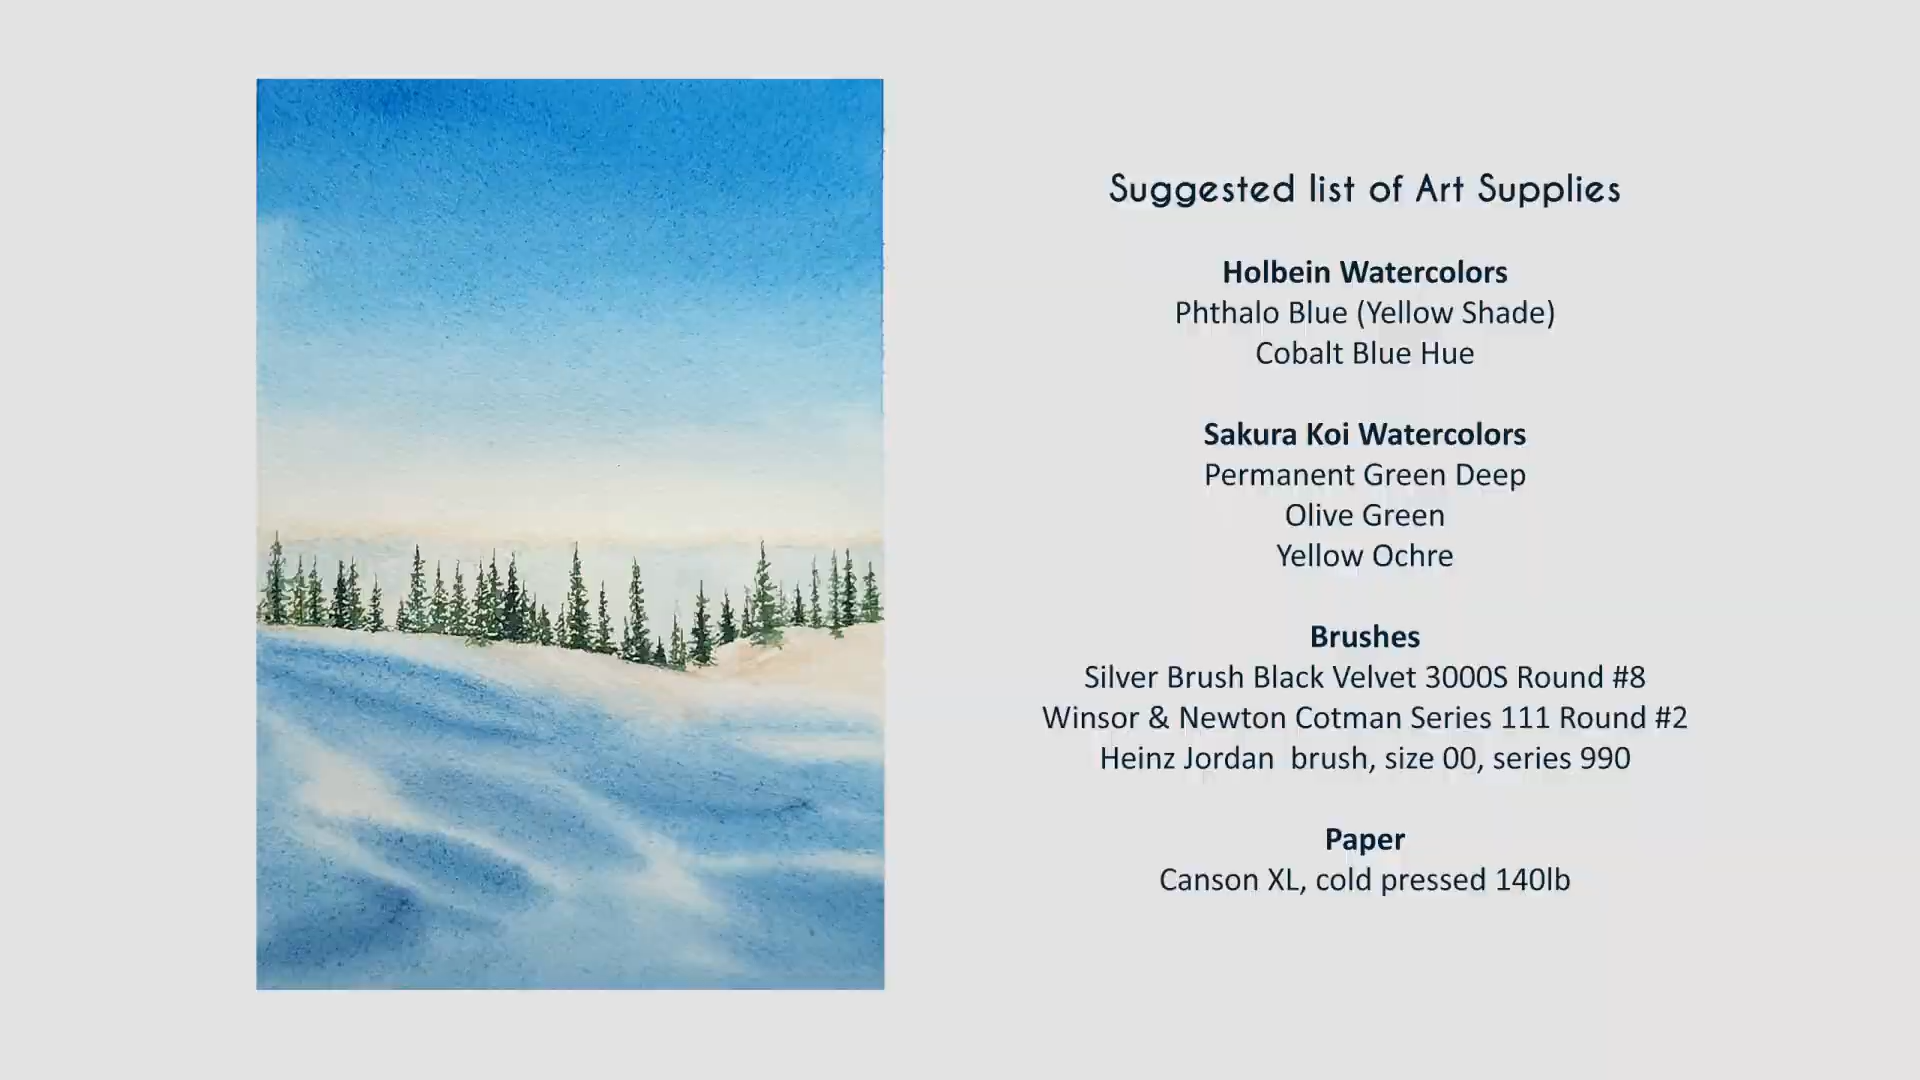 Suggested list of Art Supplies
Holbein Watercolors
Phthalo Blue (Yellow Shade)
Cobalt Blue Hue
Sakura Koi Watercolors
Permanent Green Deep
Olive Green
Yellow Ochre
Brushes
Silver Brush Black Velvet 3000S Round #8
Winsor & Newton Cotman Series 111 Round #2
Heinz Jordan  brush, size 00, series 990
Paper
Canson XL, cold pressed 140lb